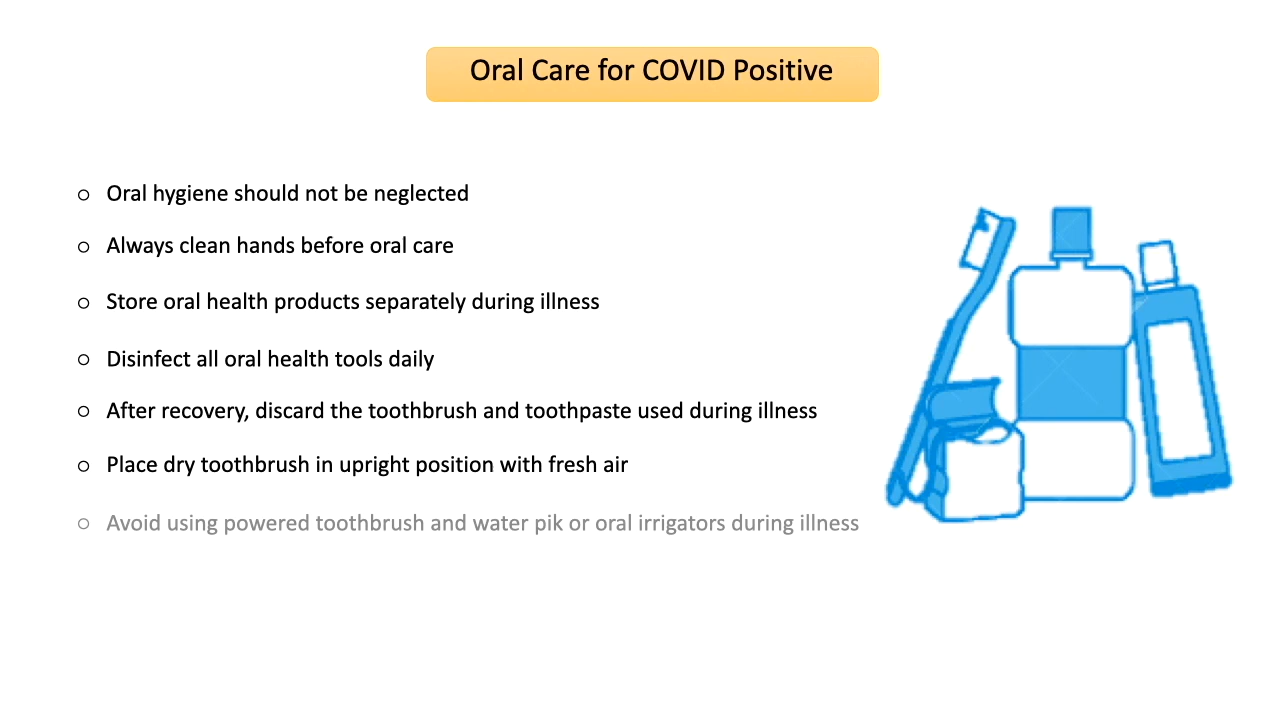 Oral Care for COVID Positive
○ Oral hygiene should not be neglected
○ Always clean hands before oral care
○ Store oral health products separately during illness
○ Disinfect all oral health tools daily
○ After recovery, discard the toothbrush and toothpaste used during illness
○ Place dry toothbrush in upright position with fresh air
○ Avoid using powered toothbrush and water pik or oral irrigators during illness